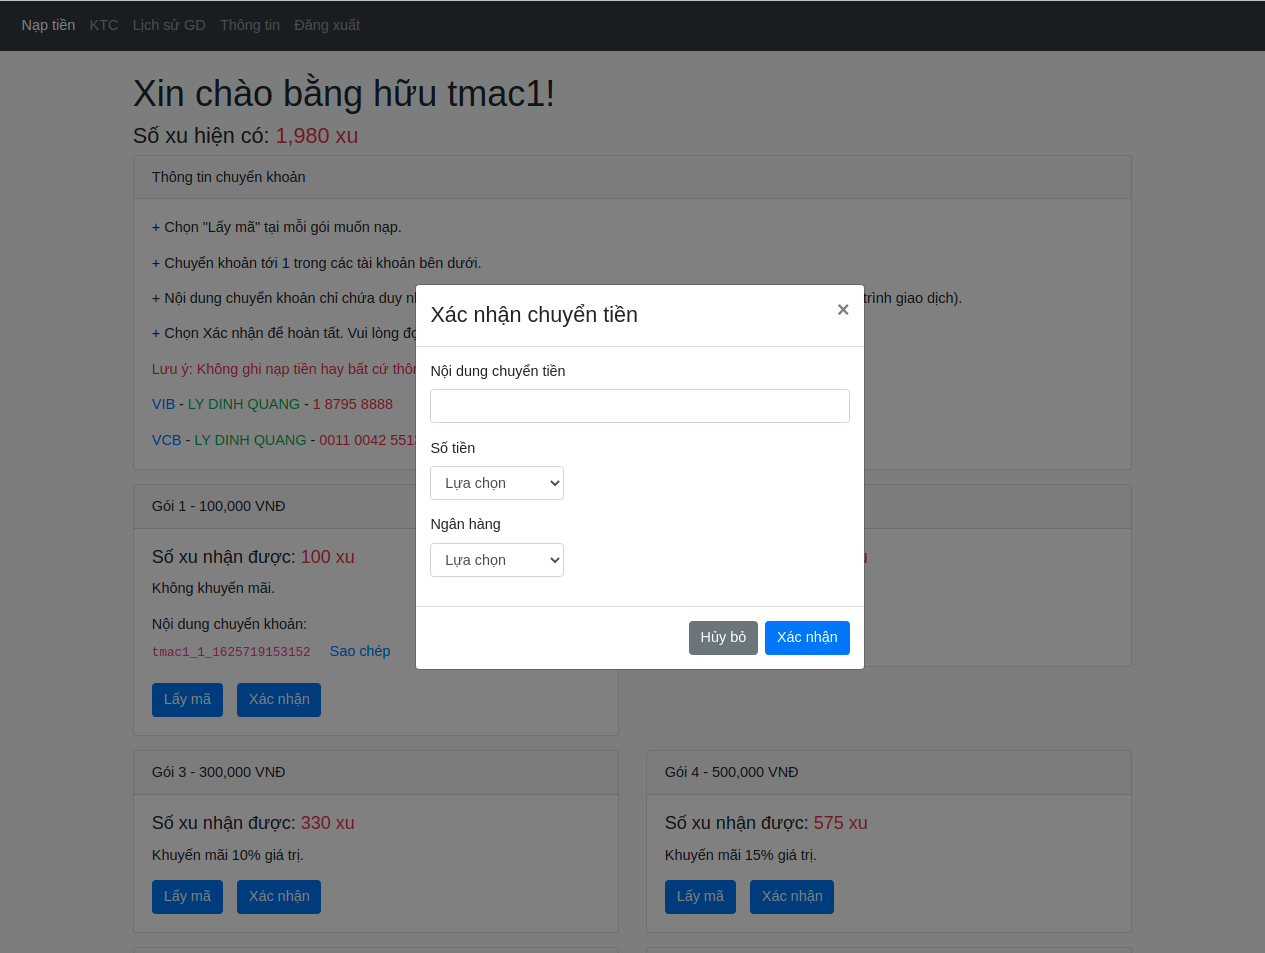 Nạp tiền KTC Lịch sử GD Thông tin Đăng xuất
Xin chào bằng hữu tmac1!
Số xu hiện có: 1,980 xu
Thông tin chuyển khoản
+ Chọn "Lấy mã" tại mỗi gói muốn nạp.
+ Chuyển khoản tới 1 trong các tài khoản bên dưới.
+ Nội dung chuyển khoản chỉ chứa duy trình giao dịch).
+ Chọn Xác nhận để hoàn tất. Vui lòng
Lưu ý: Không ghi nạp tiền hay bất cứ
VIB - LY DINH QUANG - 1 8795 8888
VCB - LY DINH QUANG - 0011 0042
Xác nhận chuyển tiền ×
Nội dung chuyển tiền
Số tiền
Lựa chọn
Ngân hàng
Lựa chọn
Hủy bỏ Xác nhận
Gói 1 - 100,000 VNĐ
Số xu nhận được: 100 xu
Không khuyến mãi.
Nội dung chuyển khoản:
tmac1_1_1625719153152 Sao chép
Lấy mã Xác nhận
Gói 3 - 300,000 VNĐ
Số xu nhận được: 330 xu
Khuyến mãi 10% giá trị.
Lấy mã Xác nhận
Gói 4 - 500,000 VNĐ
Số xu nhận được: 575 xu
Khuyến mãi 15% giá trị.
Lấy mã Xác nhận